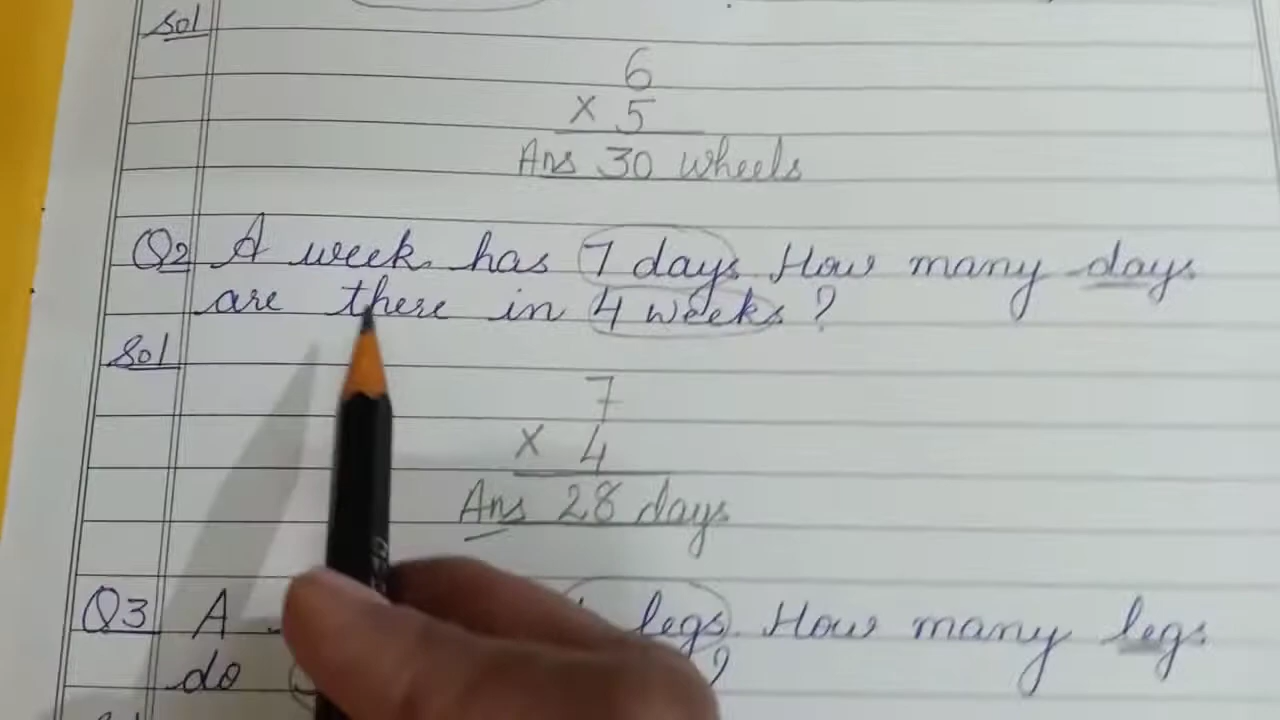 Sol
6
× 5
Ans 30 wheels
Q2 A week has 7 days. How many days
are there in 4 weeks ?
Sol
7
× 4
Ans 28 days
Q3 A legs. How many legs
do ?